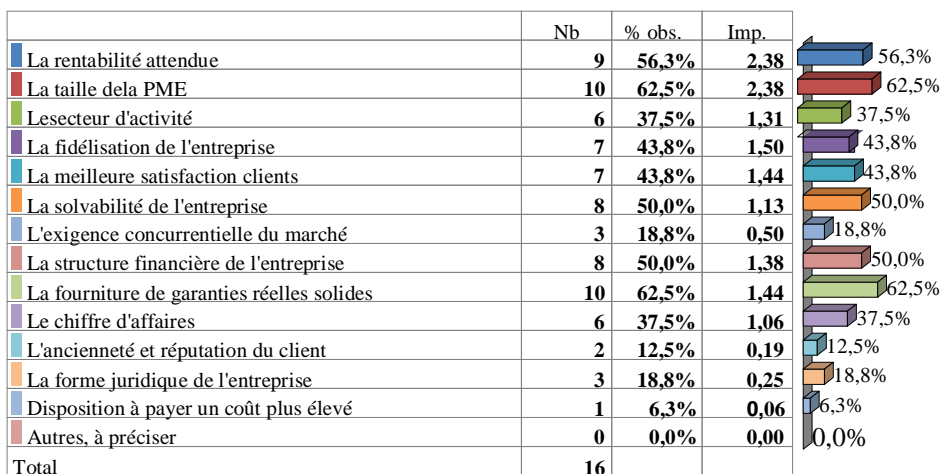 Nb % obs. Imp.
La rentabilité attendue 9 56,3% 2,38 56,3%
La taille dela PME 10 62,5% 2,38 62,5%
Lesecteur d'activité 6 37,5% 1,31 37,5%
La fidélisation de l'entreprise 7 43,8% 1,50 43,8%
La meilleure satisfaction clients 7 43,8% 1,44 43,8%
La solvabilité de l'entreprise 8 50,0% 1,13 50,0%
L'exigence concurrentielle du marché 3 18,8% 0,50 18,8%
La structure financière de l'entreprise 8 50,0% 1,38 50,0%
La fourniture de garanties réelles solides 10 62,5% 1,44 62,5%
Le chiffre d'affaires 6 37,5% 1,06 37,5%
L'ancienneté et réputation du client 2 12,5% 0,19 12,5%
La forme juridique de l'entreprise 3 18,8% 0,25 18,8%
Disposition à payer un coût plus élevé 1 6,3% 0,06 6,3%
Autres, à préciser 0 0,0% 0,00 0,0%
Total 16